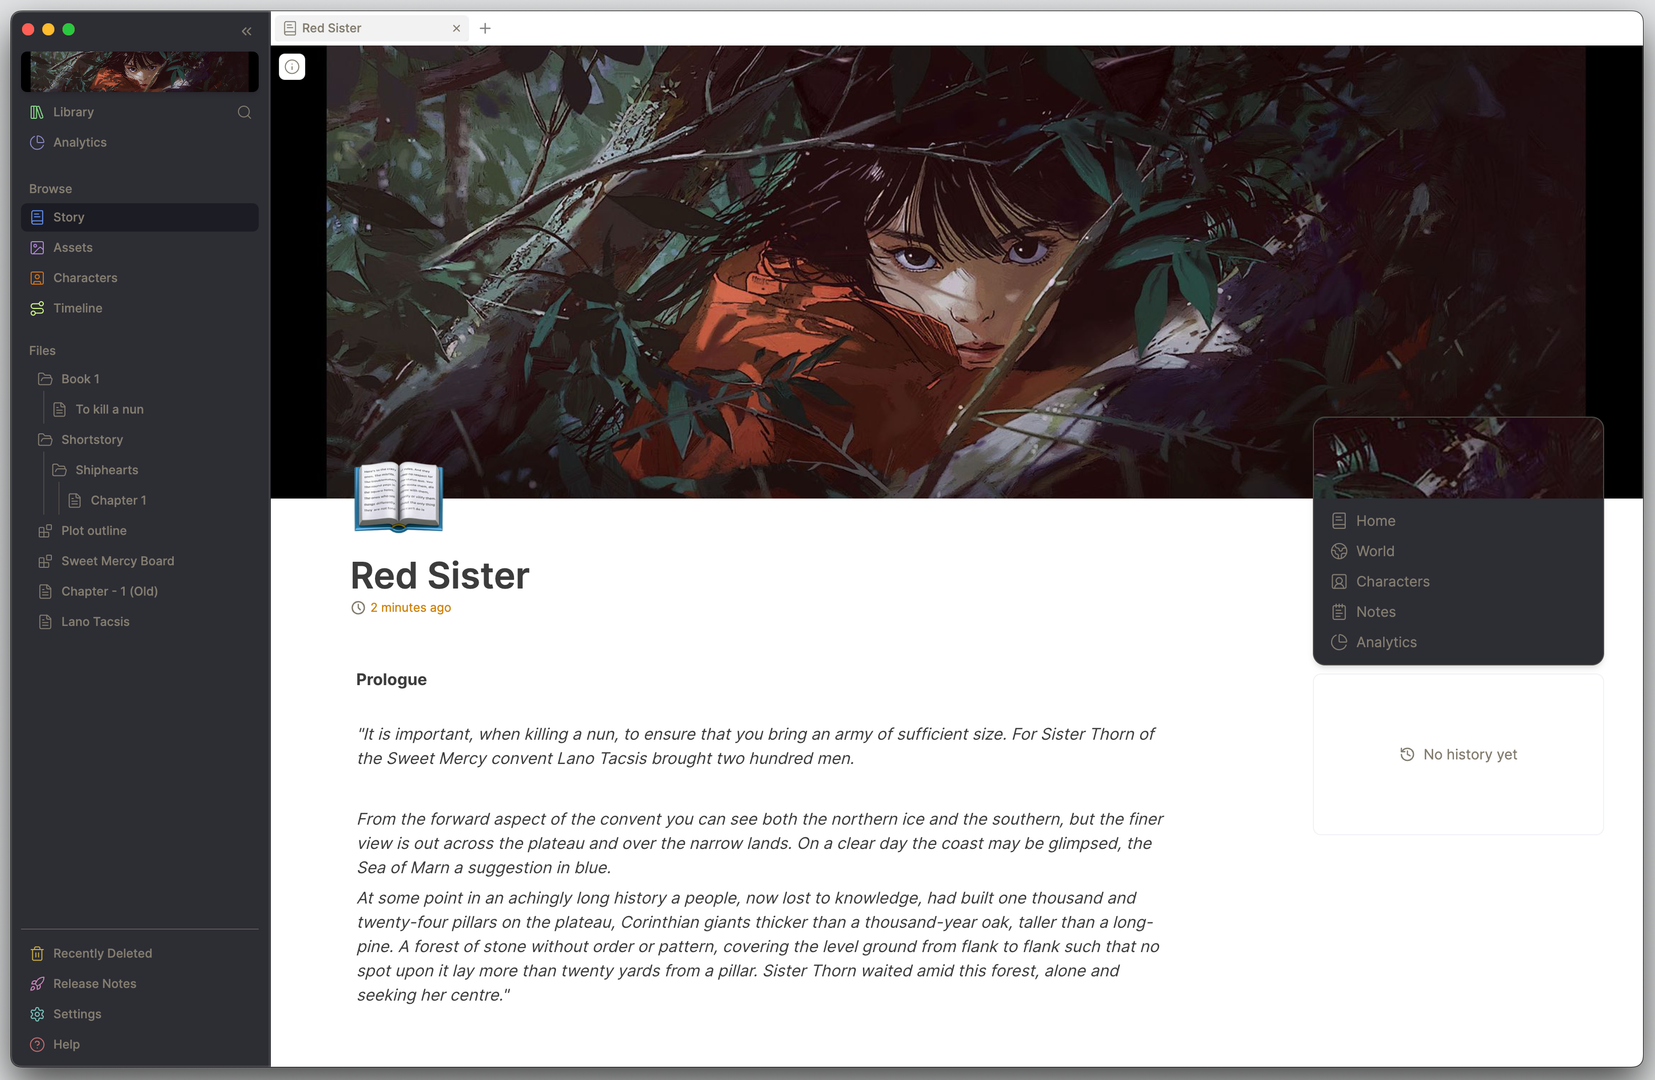 Red Sister
Library
Analytics
Browse
Story
Assets
Characters
Timeline
Files
Book 1
To kill a nun
Shortstory
Shiphearts
Chapter 1
Plot outline
Sweet Mercy Board
Chapter - 1 (Old)
Lano Tacsis
Recently Deleted
Release Notes
Settings
Help
Red Sister
2 minutes ago
Prologue
"It is important, when killing a nun, to ensure that you bring an army of sufficient size. For Sister Thorn of
the Sweet Mercy convent Lano Tacsis brought two hundred men.
From the forward aspect of the convent you can see both the northern ice and the southern, but the finer
view is out across the plateau and over the narrow lands. On a clear day the coast may be glimpsed, the
Sea of Marn a suggestion in blue.
At some point in an achingly long history a people, now lost to knowledge, had built one thousand and
twenty-four pillars on the plateau, Corinthian giants thicker than a thousand-year oak, taller than a long-
pine. A forest of stone without order or pattern, covering the level ground from flank to flank such that no
spot upon it lay more than twenty yards from a pillar. Sister Thorn waited amid this forest, alone and
seeking her centre."
Home
World
Characters
Notes
Analytics
No history yet